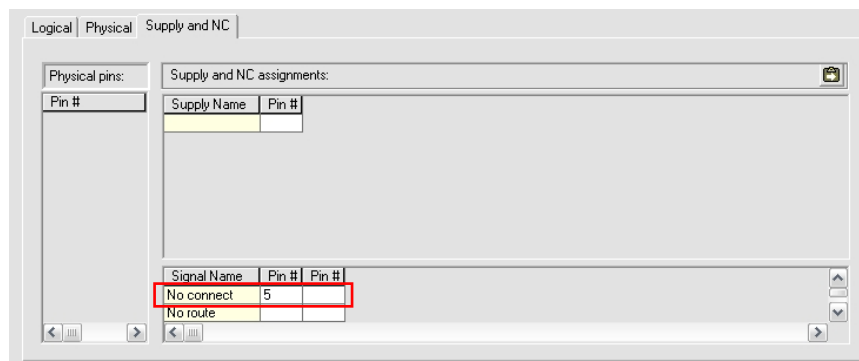 Logical Physical Supply and NC
Physical pins: Supply and NC assignments:
Pin # Supply Name Pin #
Signal Name Pin # Pin #
No connect 5
No route